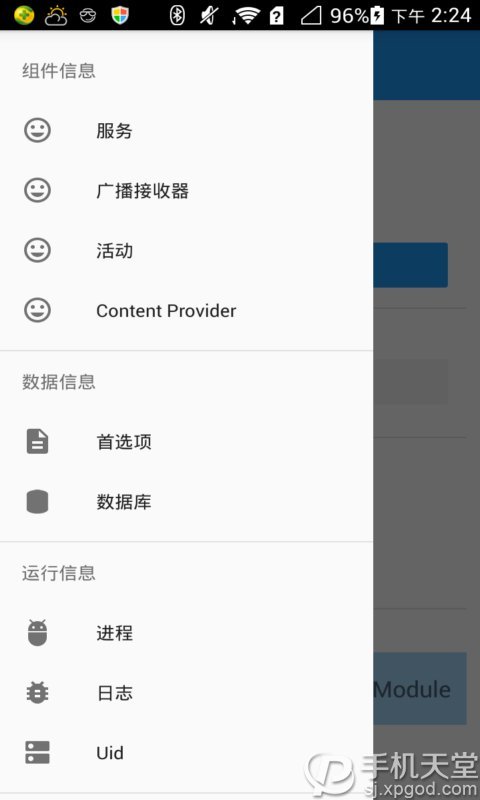 96% 下午 2:24
组件信息
服务
广播接收器
活动
Content Provider
数据信息
首选项
数据库
运行信息
进程
日志
Module
Uid
手机天堂
sj.xpgod.com